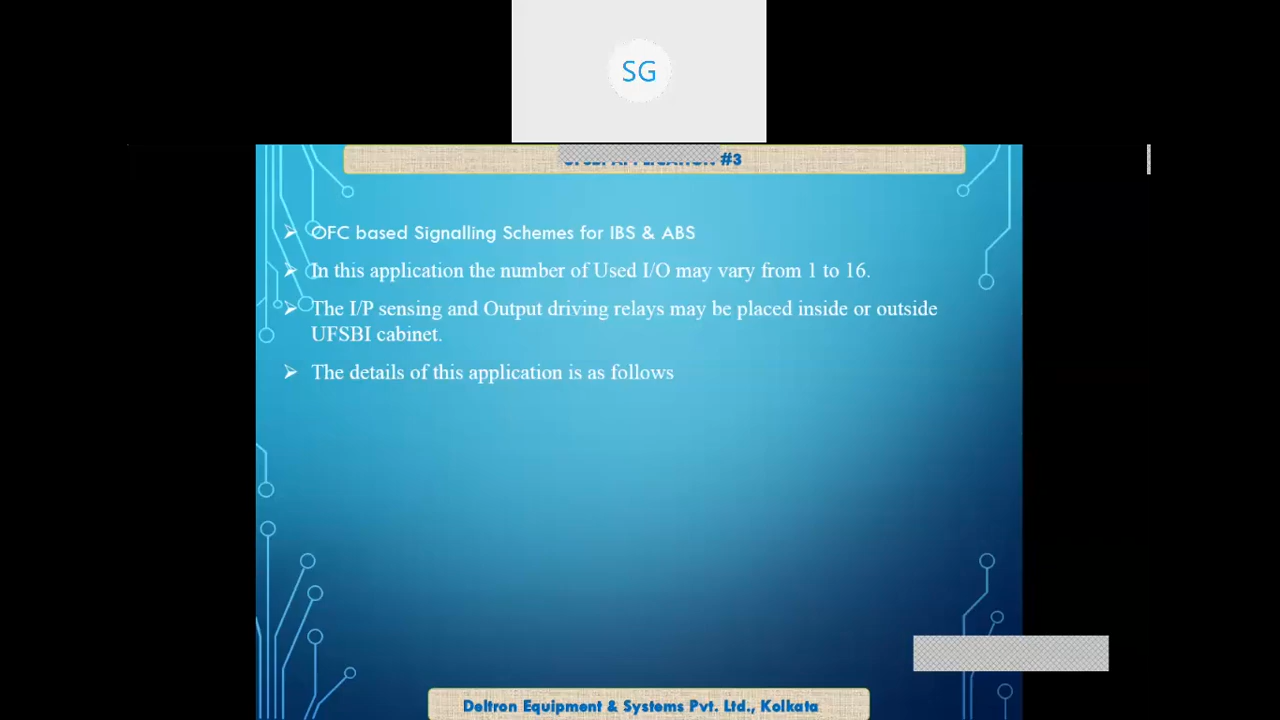 SG
#3
OFC based Signalling Schemes for IBS & ABS
In this application the number of Used I/O may vary from 1 to 16.
The I/P sensing and Output driving relays may be placed inside or outside
UFSBI cabinet.
The details of this application is as follows
Deltron Equipment & Systems Pvt. Ltd., Kolkata